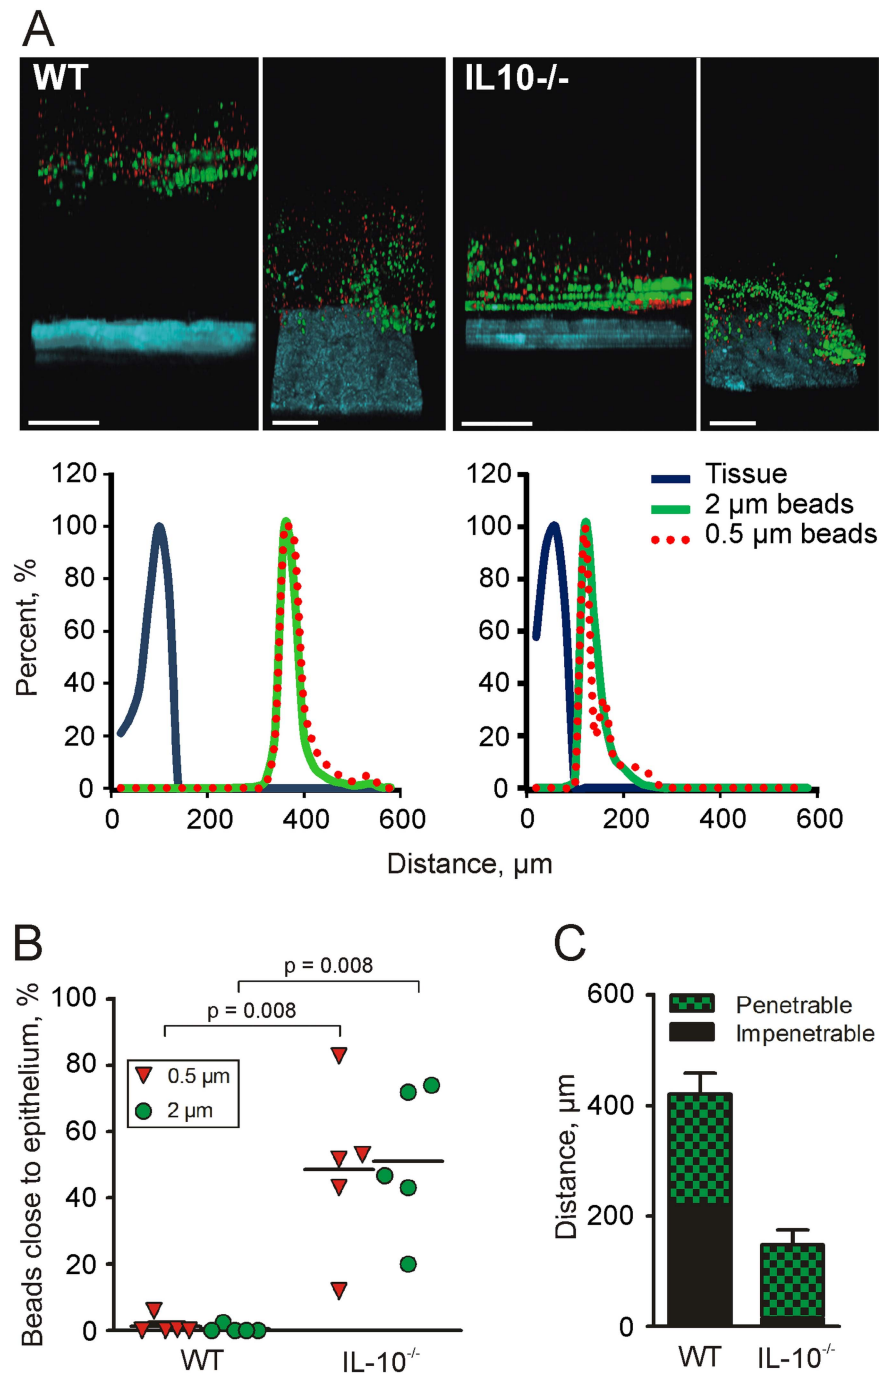 A
WT
IL10-/-
120
100
80
60
40
20
0
Percent, %
0 200 400 600
120
100
80
60
40
20
0
0 200 400 600
Tissue
2 µm beads
0.5 µm beads
Distance, µm
B
p = 0.008
p = 0.008
100
80
60
40
20
0
Beads close to epithelium, %
0.5 µm
2 µm
WT IL-10-/-
C
600
400
200
0
Distance, µm
Penetrable
Impenetrable
WT IL-10-/-